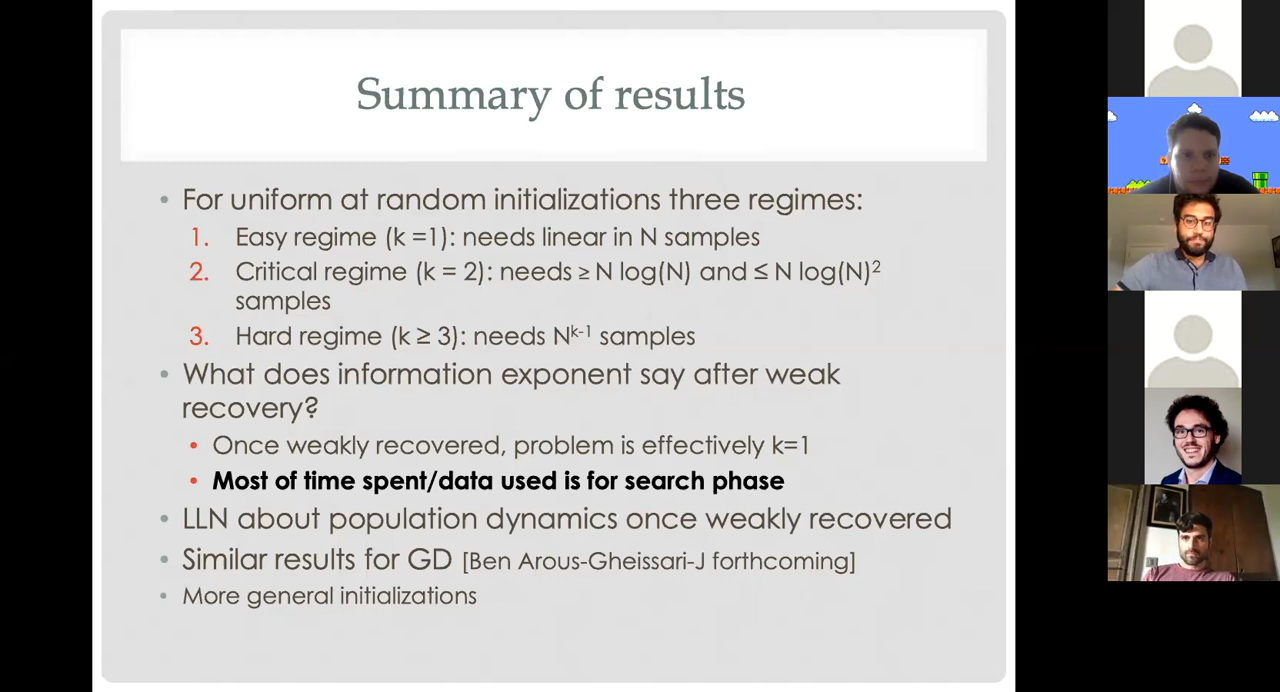 Summary of results
• For uniform at random initializations three regimes:
1. Easy regime (k =1): needs linear in N samples
2. Critical regime (k = 2): needs ≥ N log(N) and ≤ N log(N)²
samples
3. Hard regime (k ≥ 3): needs Nᵏ⁻¹ samples
• What does information exponent say after weak
recovery?
• Once weakly recovered, problem is effectively k=1
• Most of time spent/data used is for search phase
• LLN about population dynamics once weakly recovered
• Similar results for GD [Ben Arous-Gheissari-J forthcoming]
• More general initializations